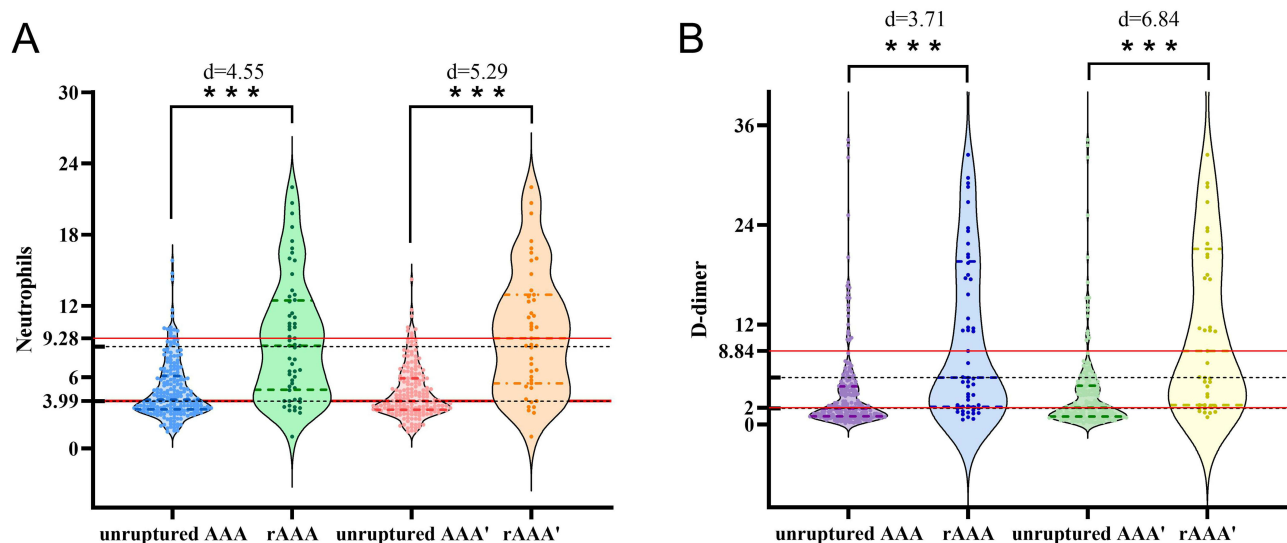 A
d=4.55
***
d=5.29
***
30
24
18
12
9.28
6
3.99
0
Neutrophils
unruptured AAA
rAAA
unruptured AAA'
rAAA'
B
d=3.71
***
d=6.84
***
36
24
12
8.84
2
0
D-dimer
unruptured AAA
rAAA
unruptured AAA'
rAAA'